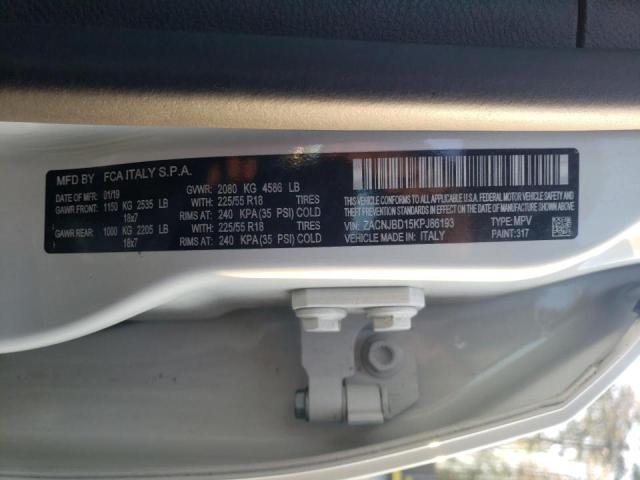 MFD BY FCA ITALY S.P.A.
DATE OF MFD: 01/19 GVWR: 2080 KG 4586 LB
GAWR FRONT: 1150 KG 2535 LB WITH: 225/55 R18 TIRES
18x7 RIMS AT: 240 KPA(35 PSI) COLD
GAWR REAR: 1000 KG 2205 LB WITH: 225/55 R18 TIRES
18x7 RIMS AT: 240 KPA (35 PSI) COLD
THIS VEHICLE CONFORMS TO ALL APPLICABLE U.S.A. FEDERAL MOTOR VEHICLE
SAFETY, BUMPER, AND THEFT PREVENTION STANDARDS IN EFFECT ON THE DATE OF MANUFACTURE SHOWN ABOVE.
VIN: ZACNJBD15KPJ86193 TYPE: MPV
VEHICLE MADE IN: ITALY PAINT: 317